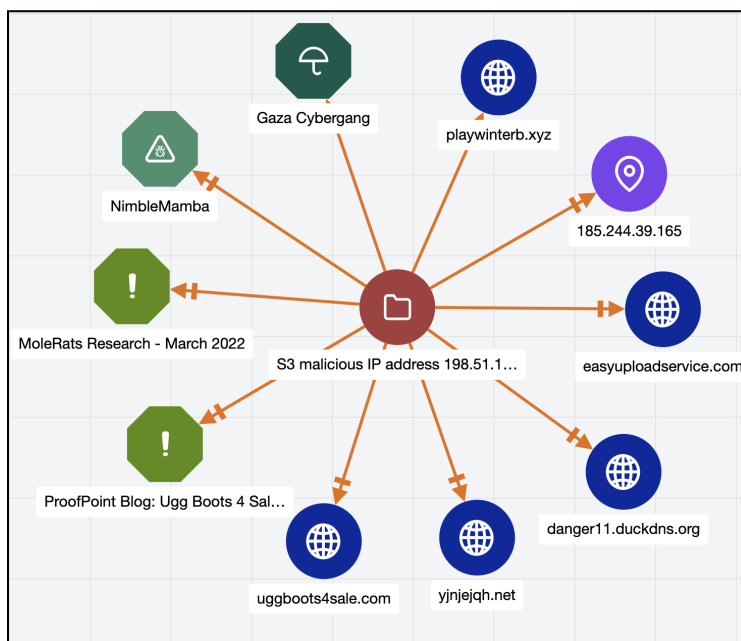 Gaza Cybergang
playwinterb.xyz
NimbleMamba
185.244.39.165
MoleRats Research - March 2022
S3 malicious IP address 198.51.1...
easyuploadservice.com
ProofPoint Blog: Ugg Boots 4 Sal...
danger11.duckdns.org
uggboots4sale.com
yjnjejqh.net